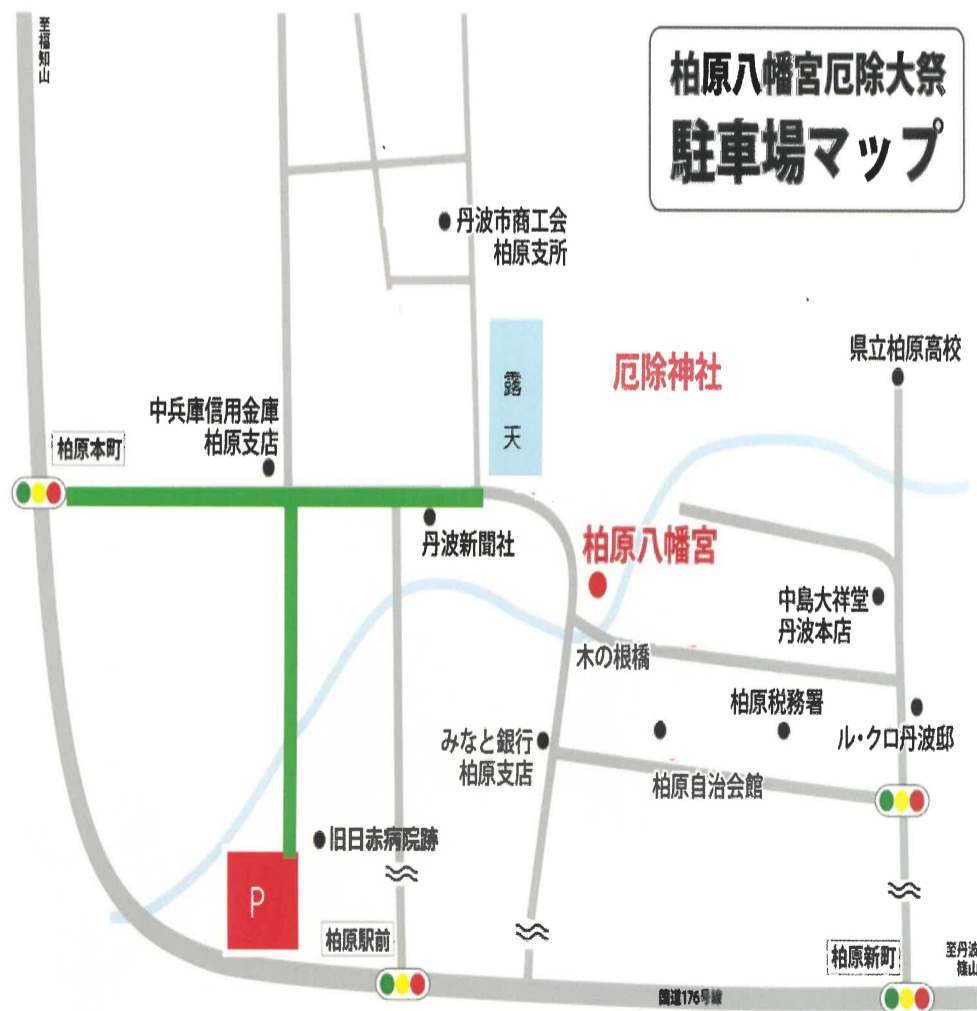 至福知山
柏原八幡宮厄除大祭
駐車場マップ
丹波市商工会
柏原支所
露天
厄除神社
県立柏原高校
中兵庫信用金庫
柏原支店
柏原本町
丹波新聞社
柏原八幡宮
中島大祥堂
丹波本店
木の根橋
柏原税務署
ル・クロ丹波邸
みなと銀行
柏原支店
柏原自治会館
旧日赤病院跡
P
柏原駅前
柏原新町
至丹波
篠山
国道176号線